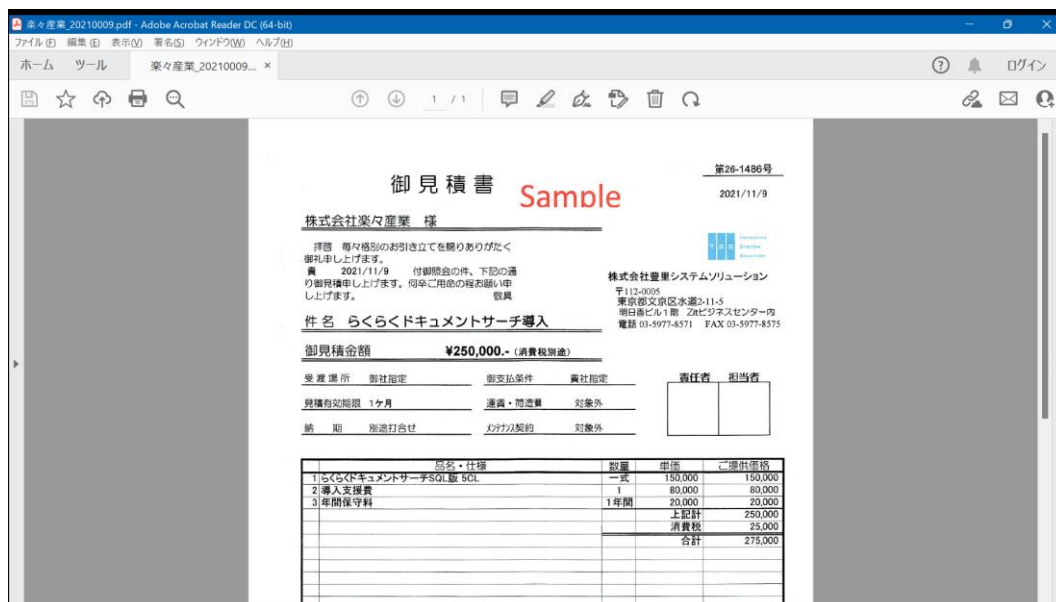 楽々産業_20210009.pdf - Adobe Acrobat Reader DC (64-bit)
ファイル(F) 編集(E) 表示(V) 署名(S) ウィンドウ(W) ヘルプ(H)
ホーム ツール 楽々産業_20210009.... × ログイン
1 / 1
第26-1486号
御見積書 Sample
2021/11/9
株式会社楽々産業 様
拝啓 毎々格別のお引き立てを賜りありがたく
御礼申し上げます。
貴 2021/11/9 付御照会の件、下記の通
り御見積申し上げます。何卒ご用命の程お願い申
し上げます。 敬具
TSS
株式会社豊里システムソリューション
〒112-0005
東京都文京区水道2-11-5
明日香ビル1階 Zitビジネスセンター内
電話 03-5977-8571 FAX 03-5977-8575
件名 らくらくドキュメントサーチ導入
御見積金額 ¥250,000.-(消費税別途)
受渡場所 御社指定 御支払条件 貴社指定 責任者 担当者
見積有効期限 1ケ月 運賃・荷造費 対象外
納期 別途打合せ メンテナンス契約 対象外
品名・仕様 数量 単価 ご提供価格
1 らくらくドキュメントサーチSQL版 5CL 一式 150,000 150,000
2 導入支援費 1 80,000 80,000
3 年間保守料 1年間 20,000 20,000
上記計 250,000
消費税 25,000
合計 275,000